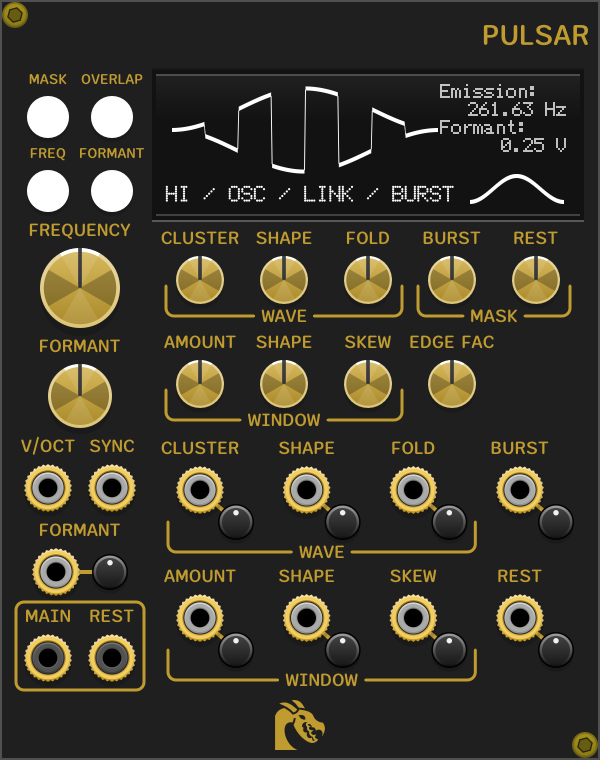 PULSAR
MASK OVERLAP
FREQ FORMANT
Emission:
261.63 Hz
Formant:
0.25 V
HI / OSC / LINK / BURST
FREQUENCY
FORMANT
CLUSTER SHAPE FOLD BURST REST
WAVE MASK
AMOUNT SHAPE SKEW EDGE FAC
WINDOW
V/OCT SYNC
FORMANT
MAIN REST
CLUSTER SHAPE FOLD BURST
WAVE
AMOUNT SHAPE SKEW REST
WINDOW